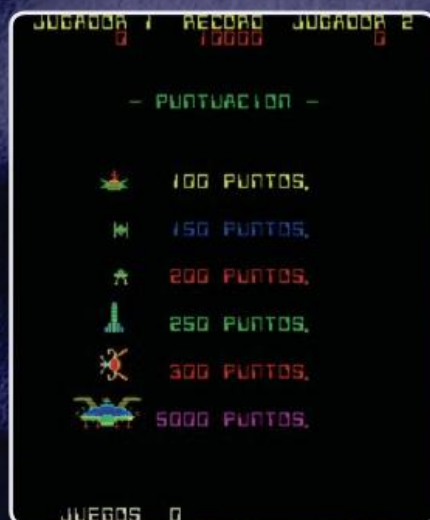 JUGADOR 1 RECORD JUGADOR 2
0 10000 0
- PUNTUACION -
100 PUNTOS.
150 PUNTOS.
200 PUNTOS.
250 PUNTOS.
300 PUNTOS.
5000 PUNTOS.
JUEGOS 0